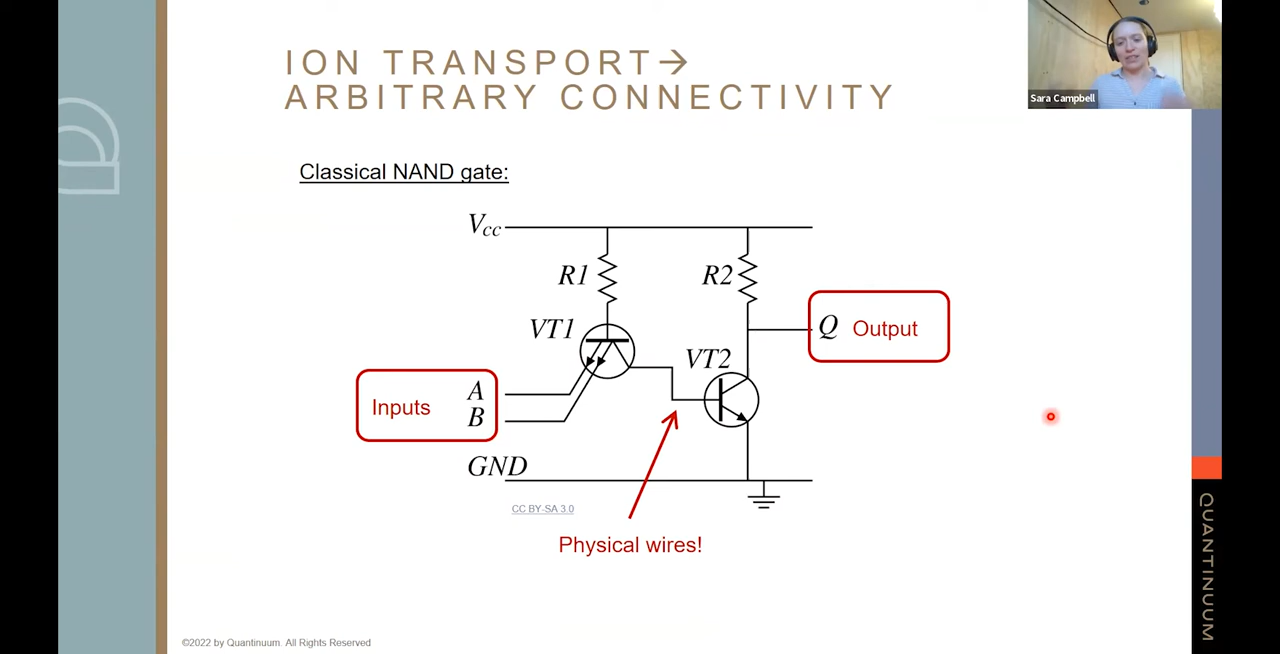 ION TRANSPORT→
ARBITRARY CONNECTIVITY
Sara Campbell
Classical NAND gate:
Vcc
R1
R2
VT1
Q Output
VT2
Inputs
A
B
GND
CC BY-SA 3.0
Physical wires!
QUANTINUUM
©2022 by Quantinuum. All Rights Reserved